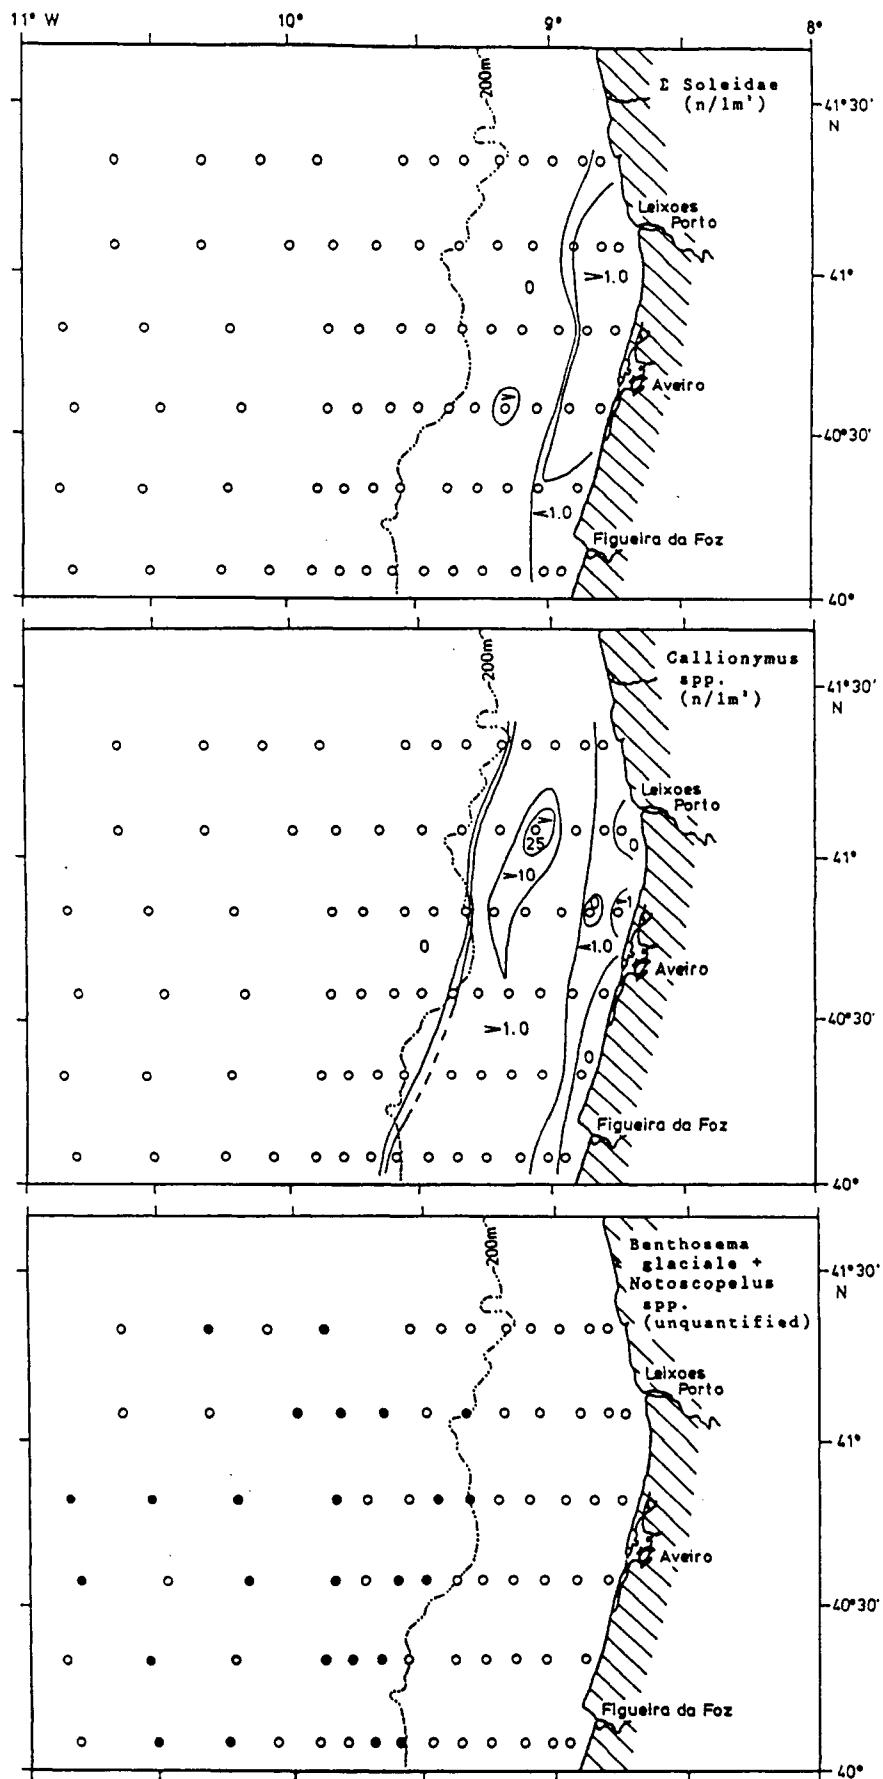 11° W 10° 9° 8°
200m
Σ Soleidae
(n/1m²)
41°30'
N
Leixoes
Porto
>1.0
0
41°
>
Aveiro
40°30'
<1.0
Figueira da Foz
40°
200m
Callionymus
spp.
(n/1m²)
41°30'
N
Leixoes
Porto
>
25
0
41°
>10
0
<1
0
<1.0
Aveiro
>1.0
40°30'
0
Figueira da Foz
40°
200m
Benthosema
glaciale +
Notoscopelus
spp.
(unquantified)
41°30'
N
Leixoes
Porto
41°
Aveiro
40°30'
Figueira da Foz
40°